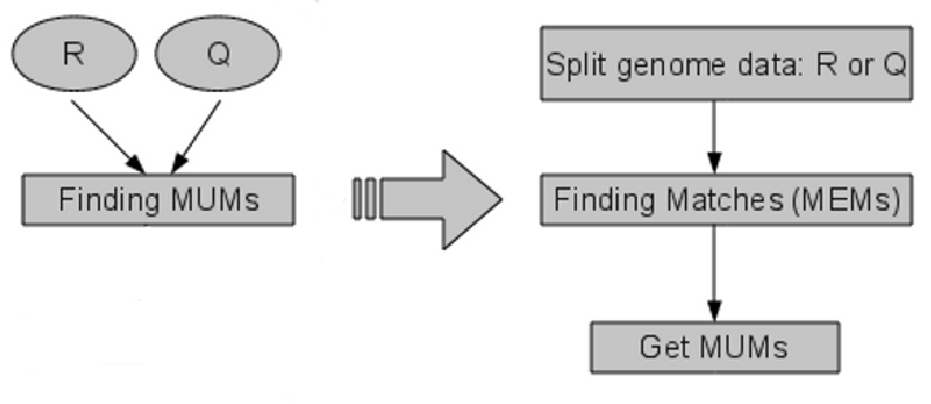 R
Q
Finding MUMs
Split genome data: R or Q
Finding Matches (MEMs)
Get MUMs